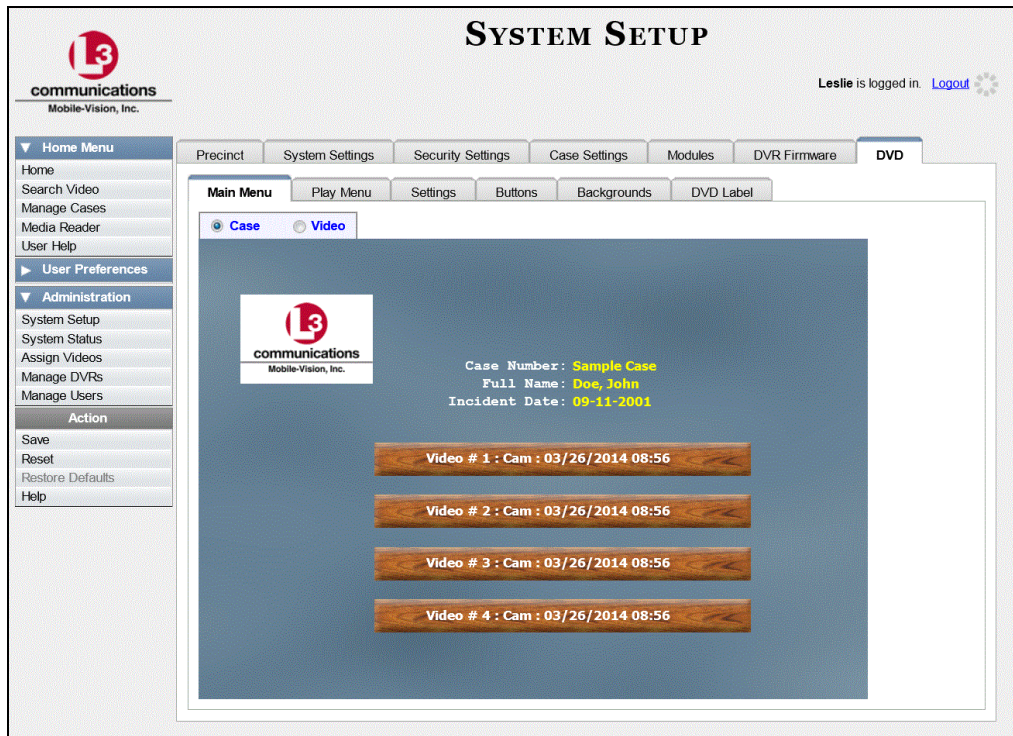 SYSTEM SETUP
L3
communications
Mobile-Vision, Inc.
Leslie is logged in. Logout
Home Menu
Home
Search Video
Manage Cases
Media Reader
User Help
User Preferences
Administration
System Setup
System Status
Assign Videos
Manage DVRs
Manage Users
Action
Save
Reset
Restore Defaults
Help
Precinct System Settings Security Settings Case Settings Modules DVR Firmware DVD
Main Menu Play Menu Settings Buttons Backgrounds DVD Label
Case Video
L3
communications
Mobile-Vision, Inc.
Case Number: Sample Case
Full Name: Doe, John
Incident Date: 09-11-2001
Video # 1 : Cam : 03/26/2014 08:56
Video # 2 : Cam : 03/26/2014 08:56
Video # 3 : Cam : 03/26/2014 08:56
Video # 4 : Cam : 03/26/2014 08:56